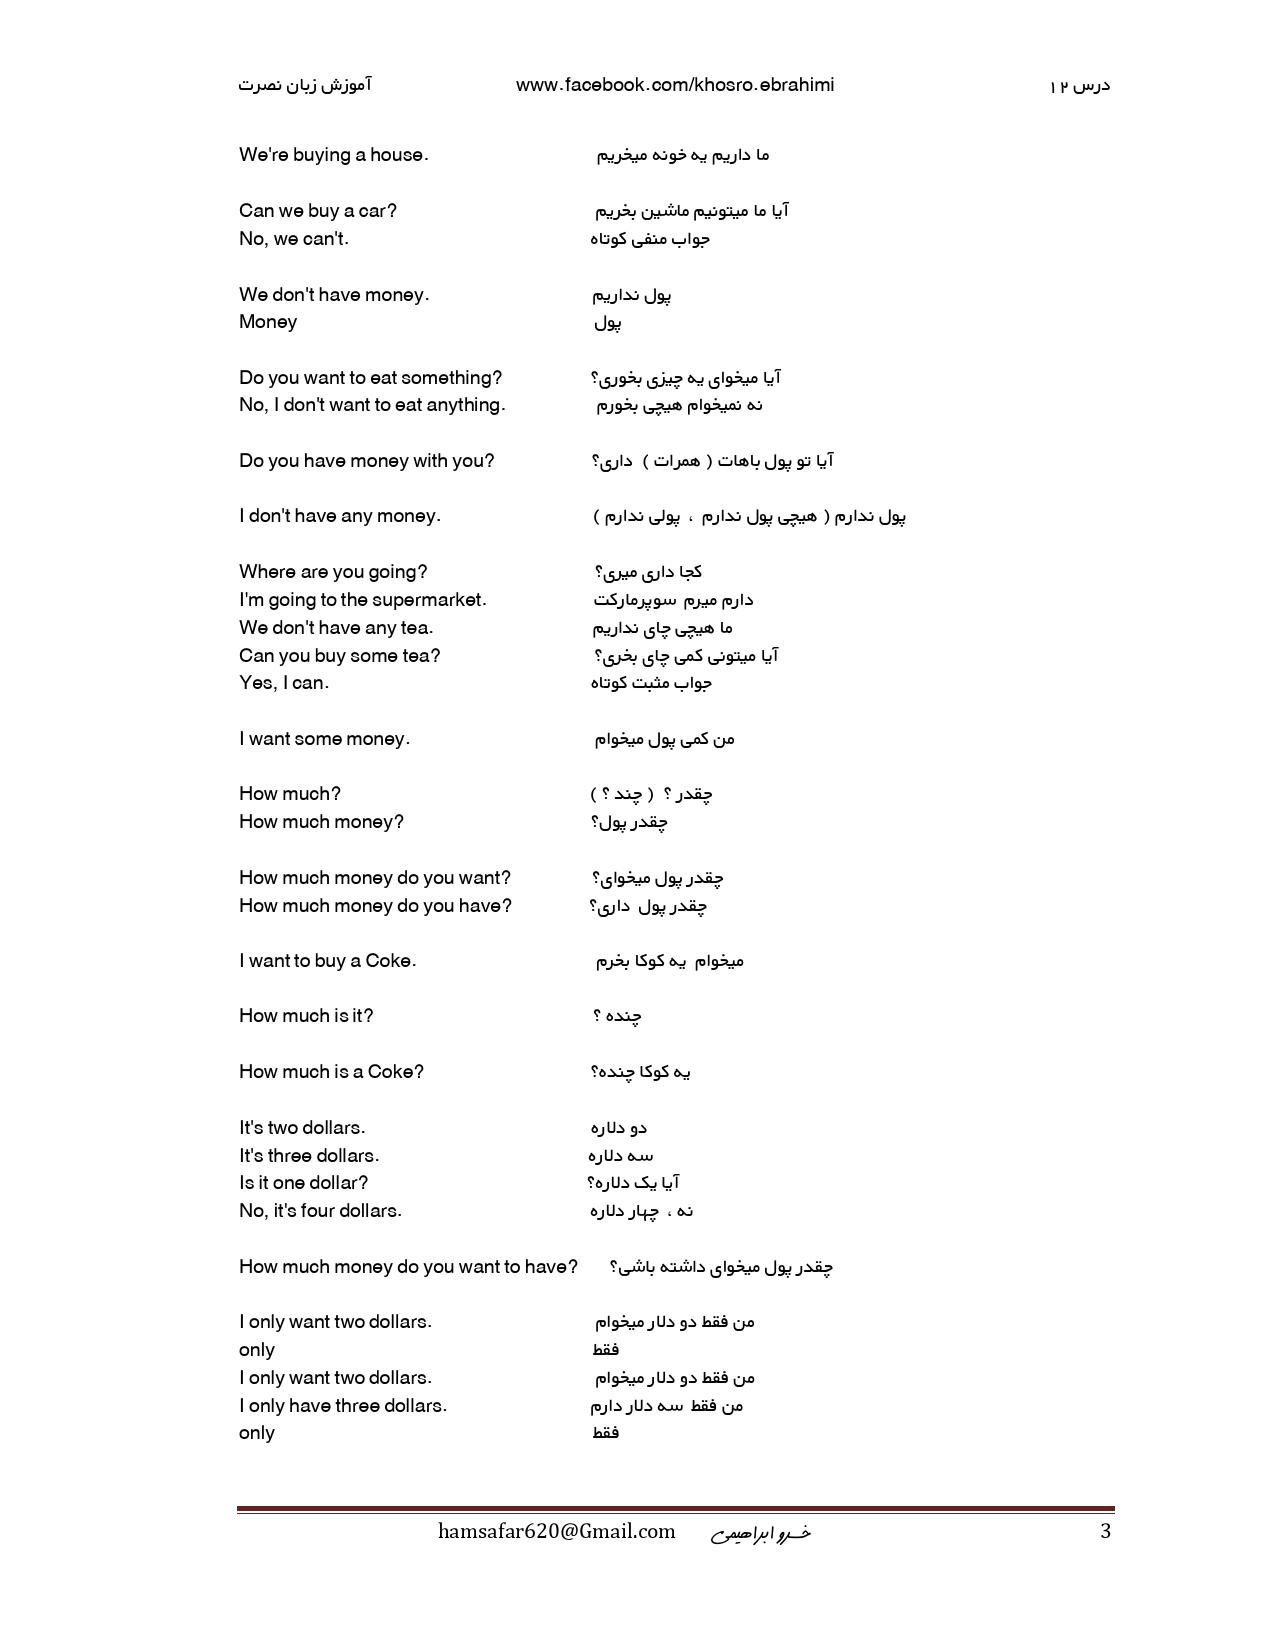 آموزش زبان نصرت www.facebook.com/khosro.ebrahimi درس ۱۲
We're buying a house. ما داریم یه خونه میخریم
Can we buy a car? آیا ما میتونیم ماشین بخریم
No, we can't. جواب منفی کوتاه
We don't have money. پول نداریم
Money پول
Do you want to eat something? آیا میخوای یه چیزی بخوری؟
No, I don't want to eat anything. نه نمیخوام هیچی بخورم
Do you have money with you? آیا تو پول باهات ( همرات ) داری؟
I don't have any money. پول ندارم ( هیچی پول ندارم ، پولی ندارم )
Where are you going? کجا داری میری؟
I'm going to the supermarket. دارم میرم سوپرمارکت
We don't have any tea. ما هیچی چای نداریم
Can you buy some tea? آیا میتونی کمی چای بخری؟
Yes, I can. جواب مثبت کوتاه
I want some money. من کمی پول میخوام
How much? چقدر ؟ ( چند ؟ )
How much money? چقدر پول؟
How much money do you want? چقدر پول میخوای؟
How much money do you have? چقدر پول داری؟
I want to buy a Coke. میخوام یه کوکا بخرم
How much is it? چنده ؟
How much is a Coke? یه کوکا چنده؟
It's two dollars. دو دلاره
It's three dollars. سه دلاره
Is it one dollar? آیا یک دلاره؟
No, it's four dollars. نه ، چهار دلاره
How much money do you want to have? چقدر پول میخوای داشته باشی؟
I only want two dollars. من فقط دو دلار میخوام
only فقط
I only want two dollars. من فقط دو دلار میخوام
I only have three dollars. من فقط سه دلار دارم
only فقط
hamsafar620@Gmail.com خسرو ابراهیمی 3